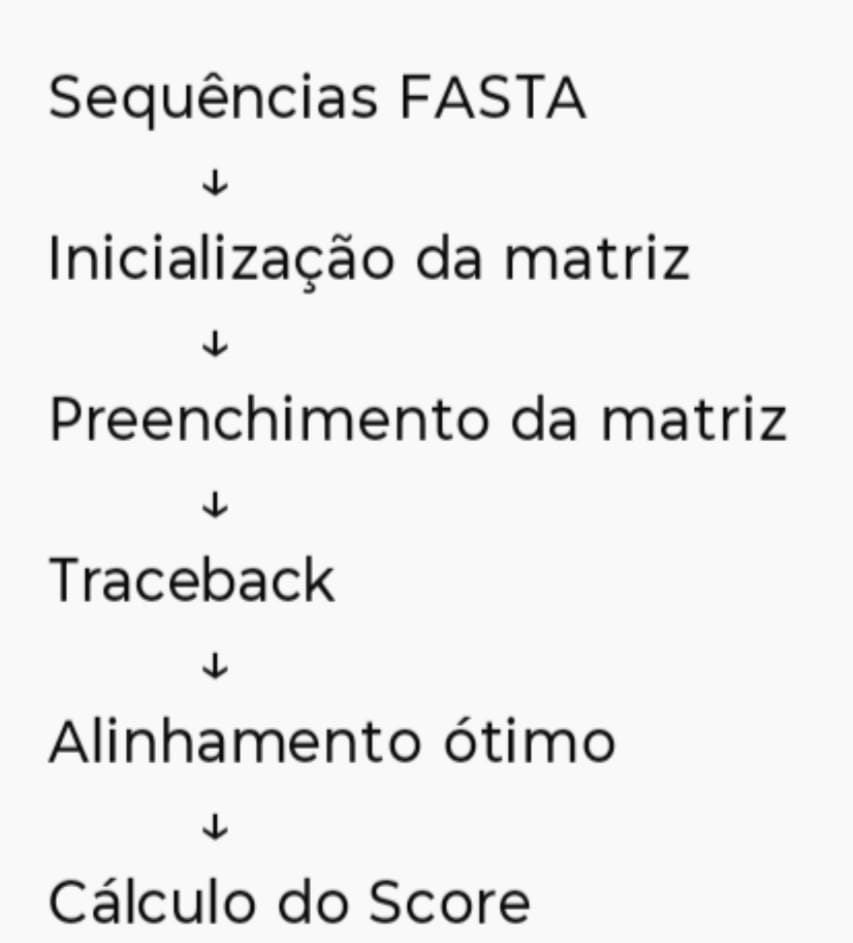 Sequências FASTA
↓
Inicialização da matriz
↓
Preenchimento da matriz
↓
Traceback
↓
Alinhamento ótimo
↓
Cálculo do Score